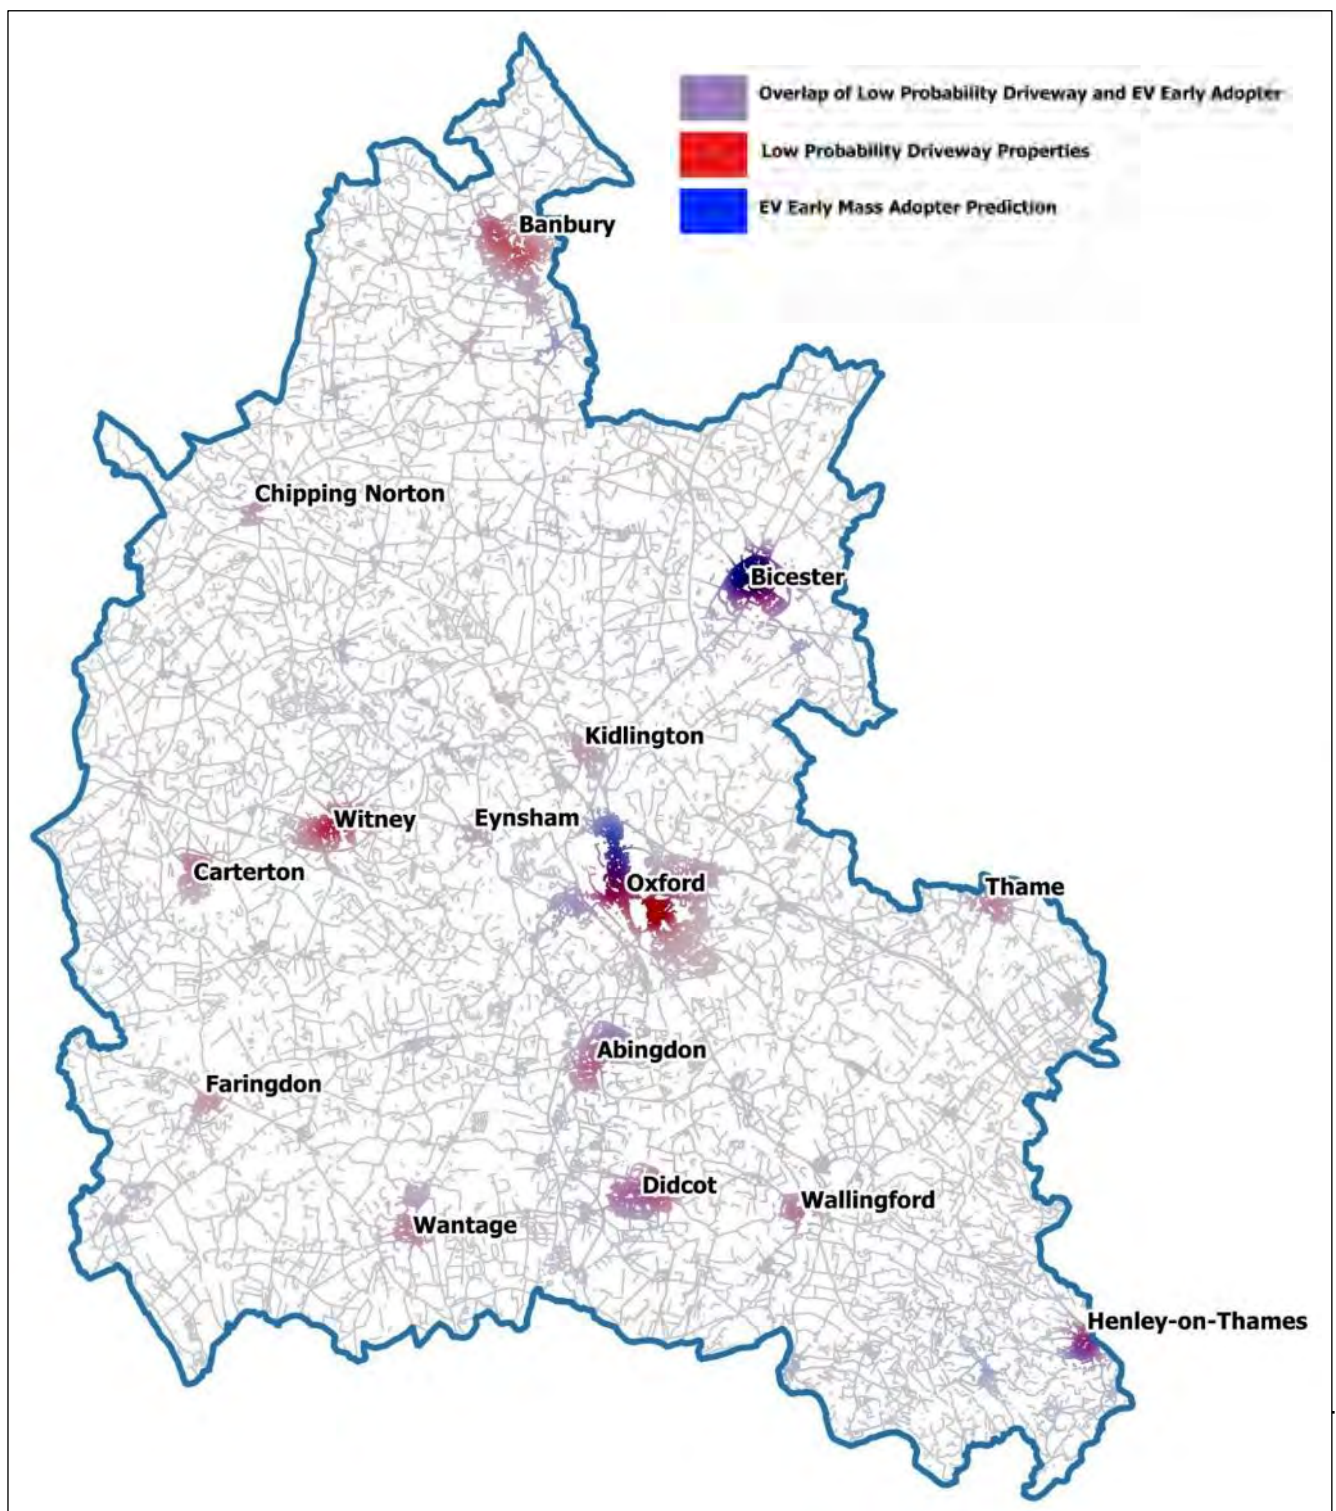 Overlap of Low Probability Driveway and EV Early Adopter
Low Probability Driveway Properties
EV Early Mass Adopter Prediction
Banbury
Chipping Norton
Bicester
Kidlington
Witney
Eynsham
Carterton
Oxford
Thame
Abingdon
Faringdon
Didcot
Wallingford
Wantage
Henley-on-Thames